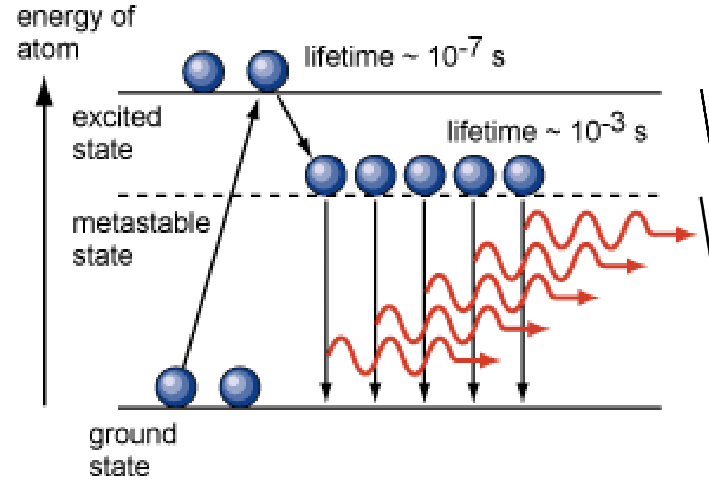 energy of
atom
lifetime ~ 10⁻⁷ s
excited
state
lifetime ~ 10⁻³ s
metastable
state
ground
state